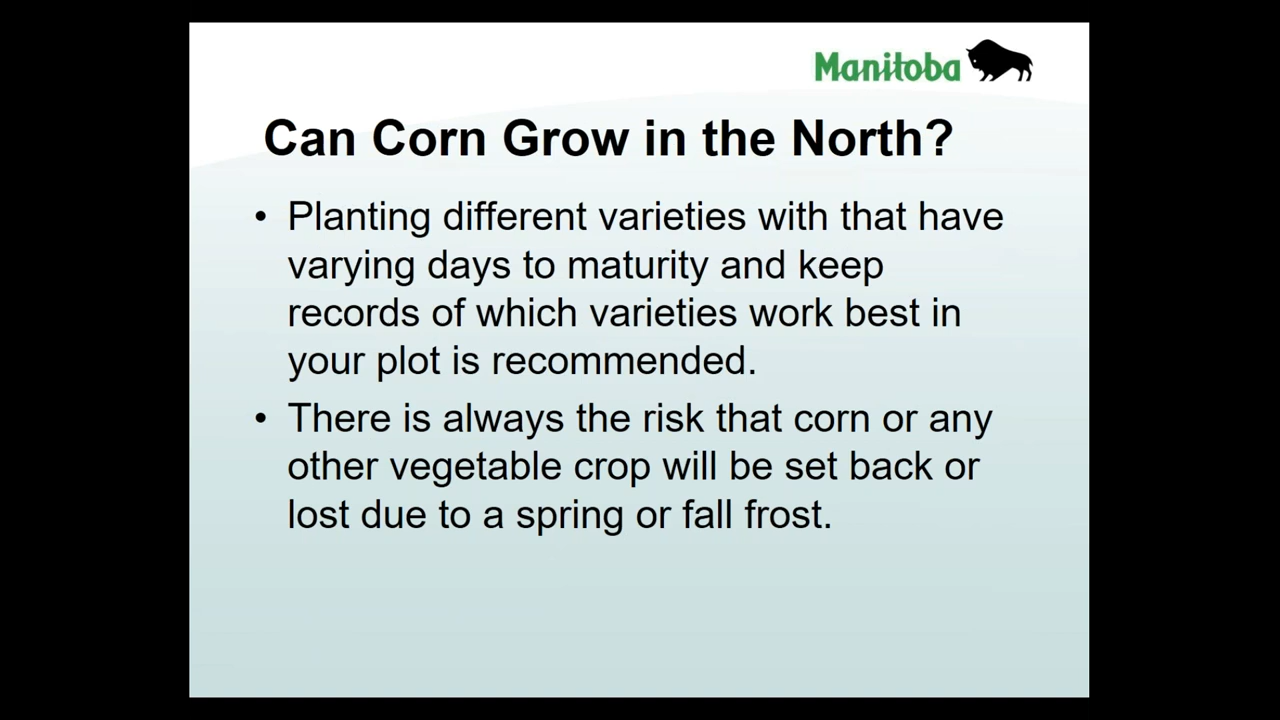 Manitoba
Can Corn Grow in the North?
• Planting different varieties with that have
varying days to maturity and keep
records of which varieties work best in
your plot is recommended.
• There is always the risk that corn or any
other vegetable crop will be set back or
lost due to a spring or fall frost.